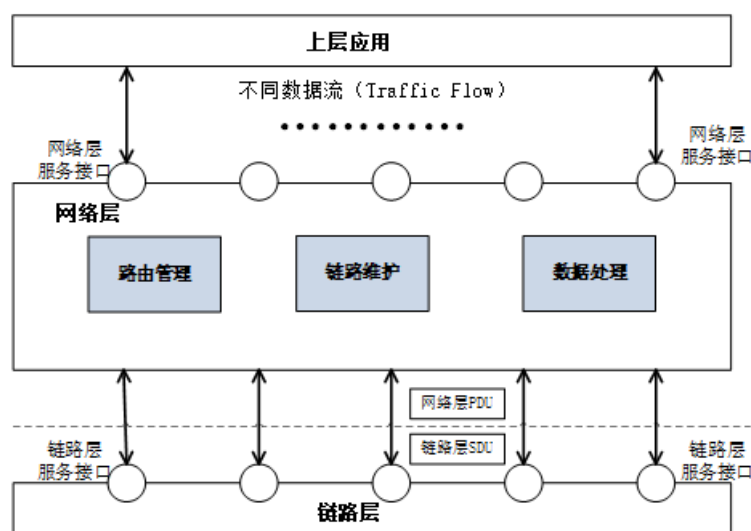 上层应用
不同数据流（Traffic Flow）
网络层
服务接口
网络层
服务接口
网络层
路由管理
链路维护
数据处理
网络层PDU
链路层SDU
链路层
服务接口
链路层
服务接口
链路层